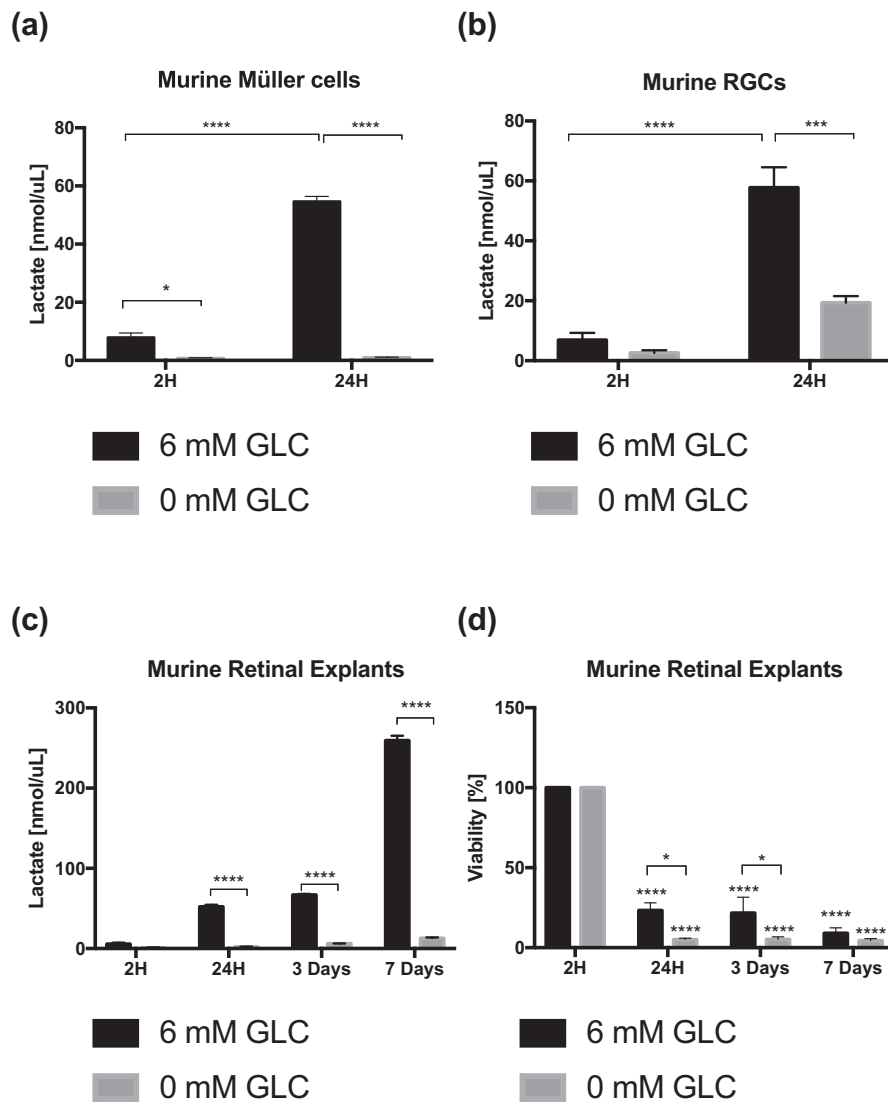 (a)
Murine Müller cells
Lactate [nmol/uL]
80
60
40
20
0
****
****
*
2H
24H
6 mM GLC
0 mM GLC
(b)
Murine RGCs
Lactate [nmol/uL]
80
60
40
20
0
****
***
2H
24H
6 mM GLC
0 mM GLC
(c)
Murine Retinal Explants
Lactate [nmol/uL]
300
200
100
0
****
****
****
2H
24H
3 Days
7 Days
6 mM GLC
0 mM GLC
(d)
Murine Retinal Explants
Viability [%]
150
100
50
0
*
*
****
****
****
****
****
****
2H
24H
3 Days
7 Days
6 mM GLC
0 mM GLC